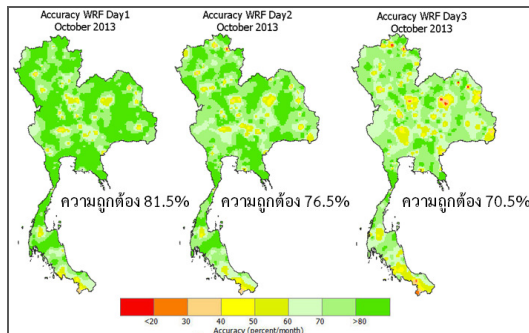 Accuracy WRF Day1
October 2013
Accuracy WRF Day2
October 2013
Accuracy WRF Day3
October 2013
ความถูกต้อง 81.5%
ความถูกต้อง 76.5%
ความถูกต้อง 70.5%
<20 30 40 50 60 70 >80
Accuracy (percent/month)